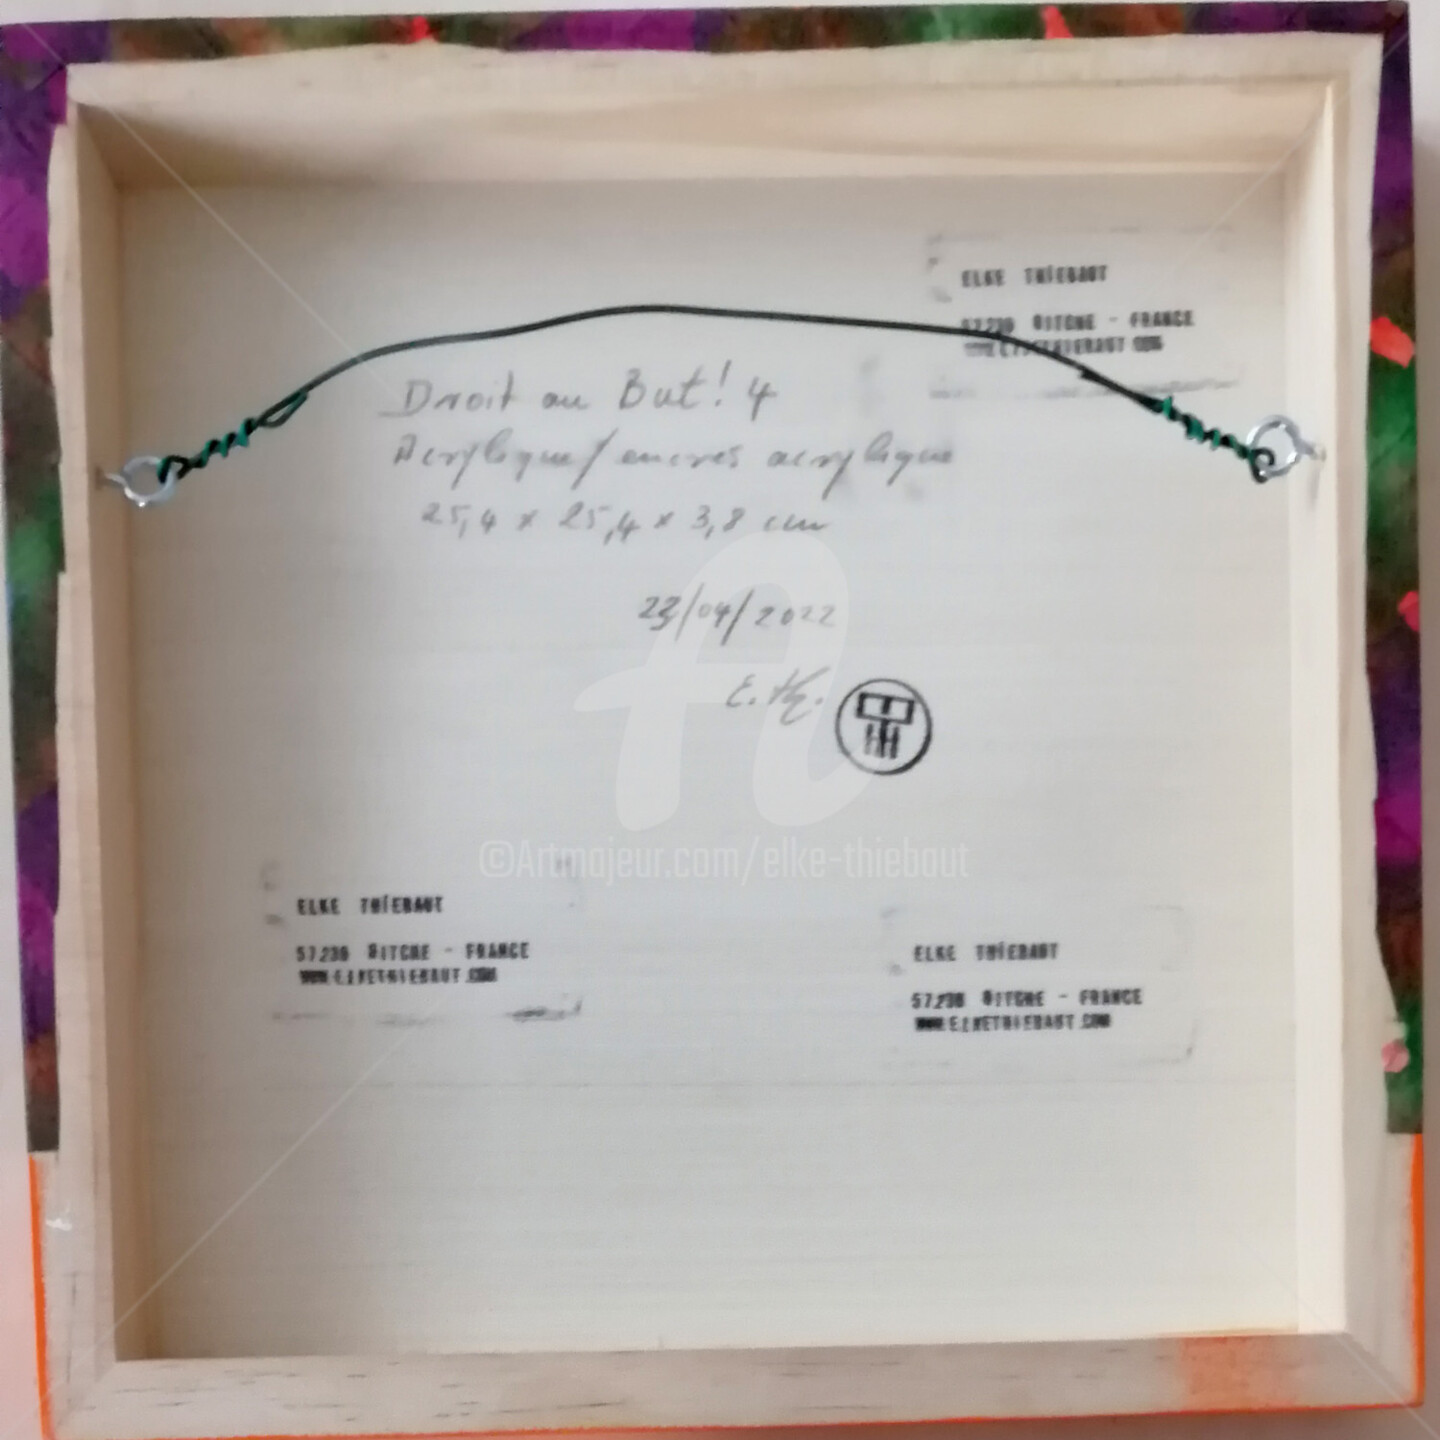 ELKE THIEBAUT
57230 BITCHE - FRANCE
Droit au But! 4
Acrylique/encres acrylique
25,4 x 25,4 x 3,8 cm
23/04/2022
E. Th.
©Artmajeur.com/elke-thiebaut
ELKE THIEBAUT
57230 BITCHE - FRANCE
WWW.ELKETHIEBAUT.COM
ELKE THIEBAUT
57230 BITCHE - FRANCE
WWW.ELKETHIEBAUT.COM